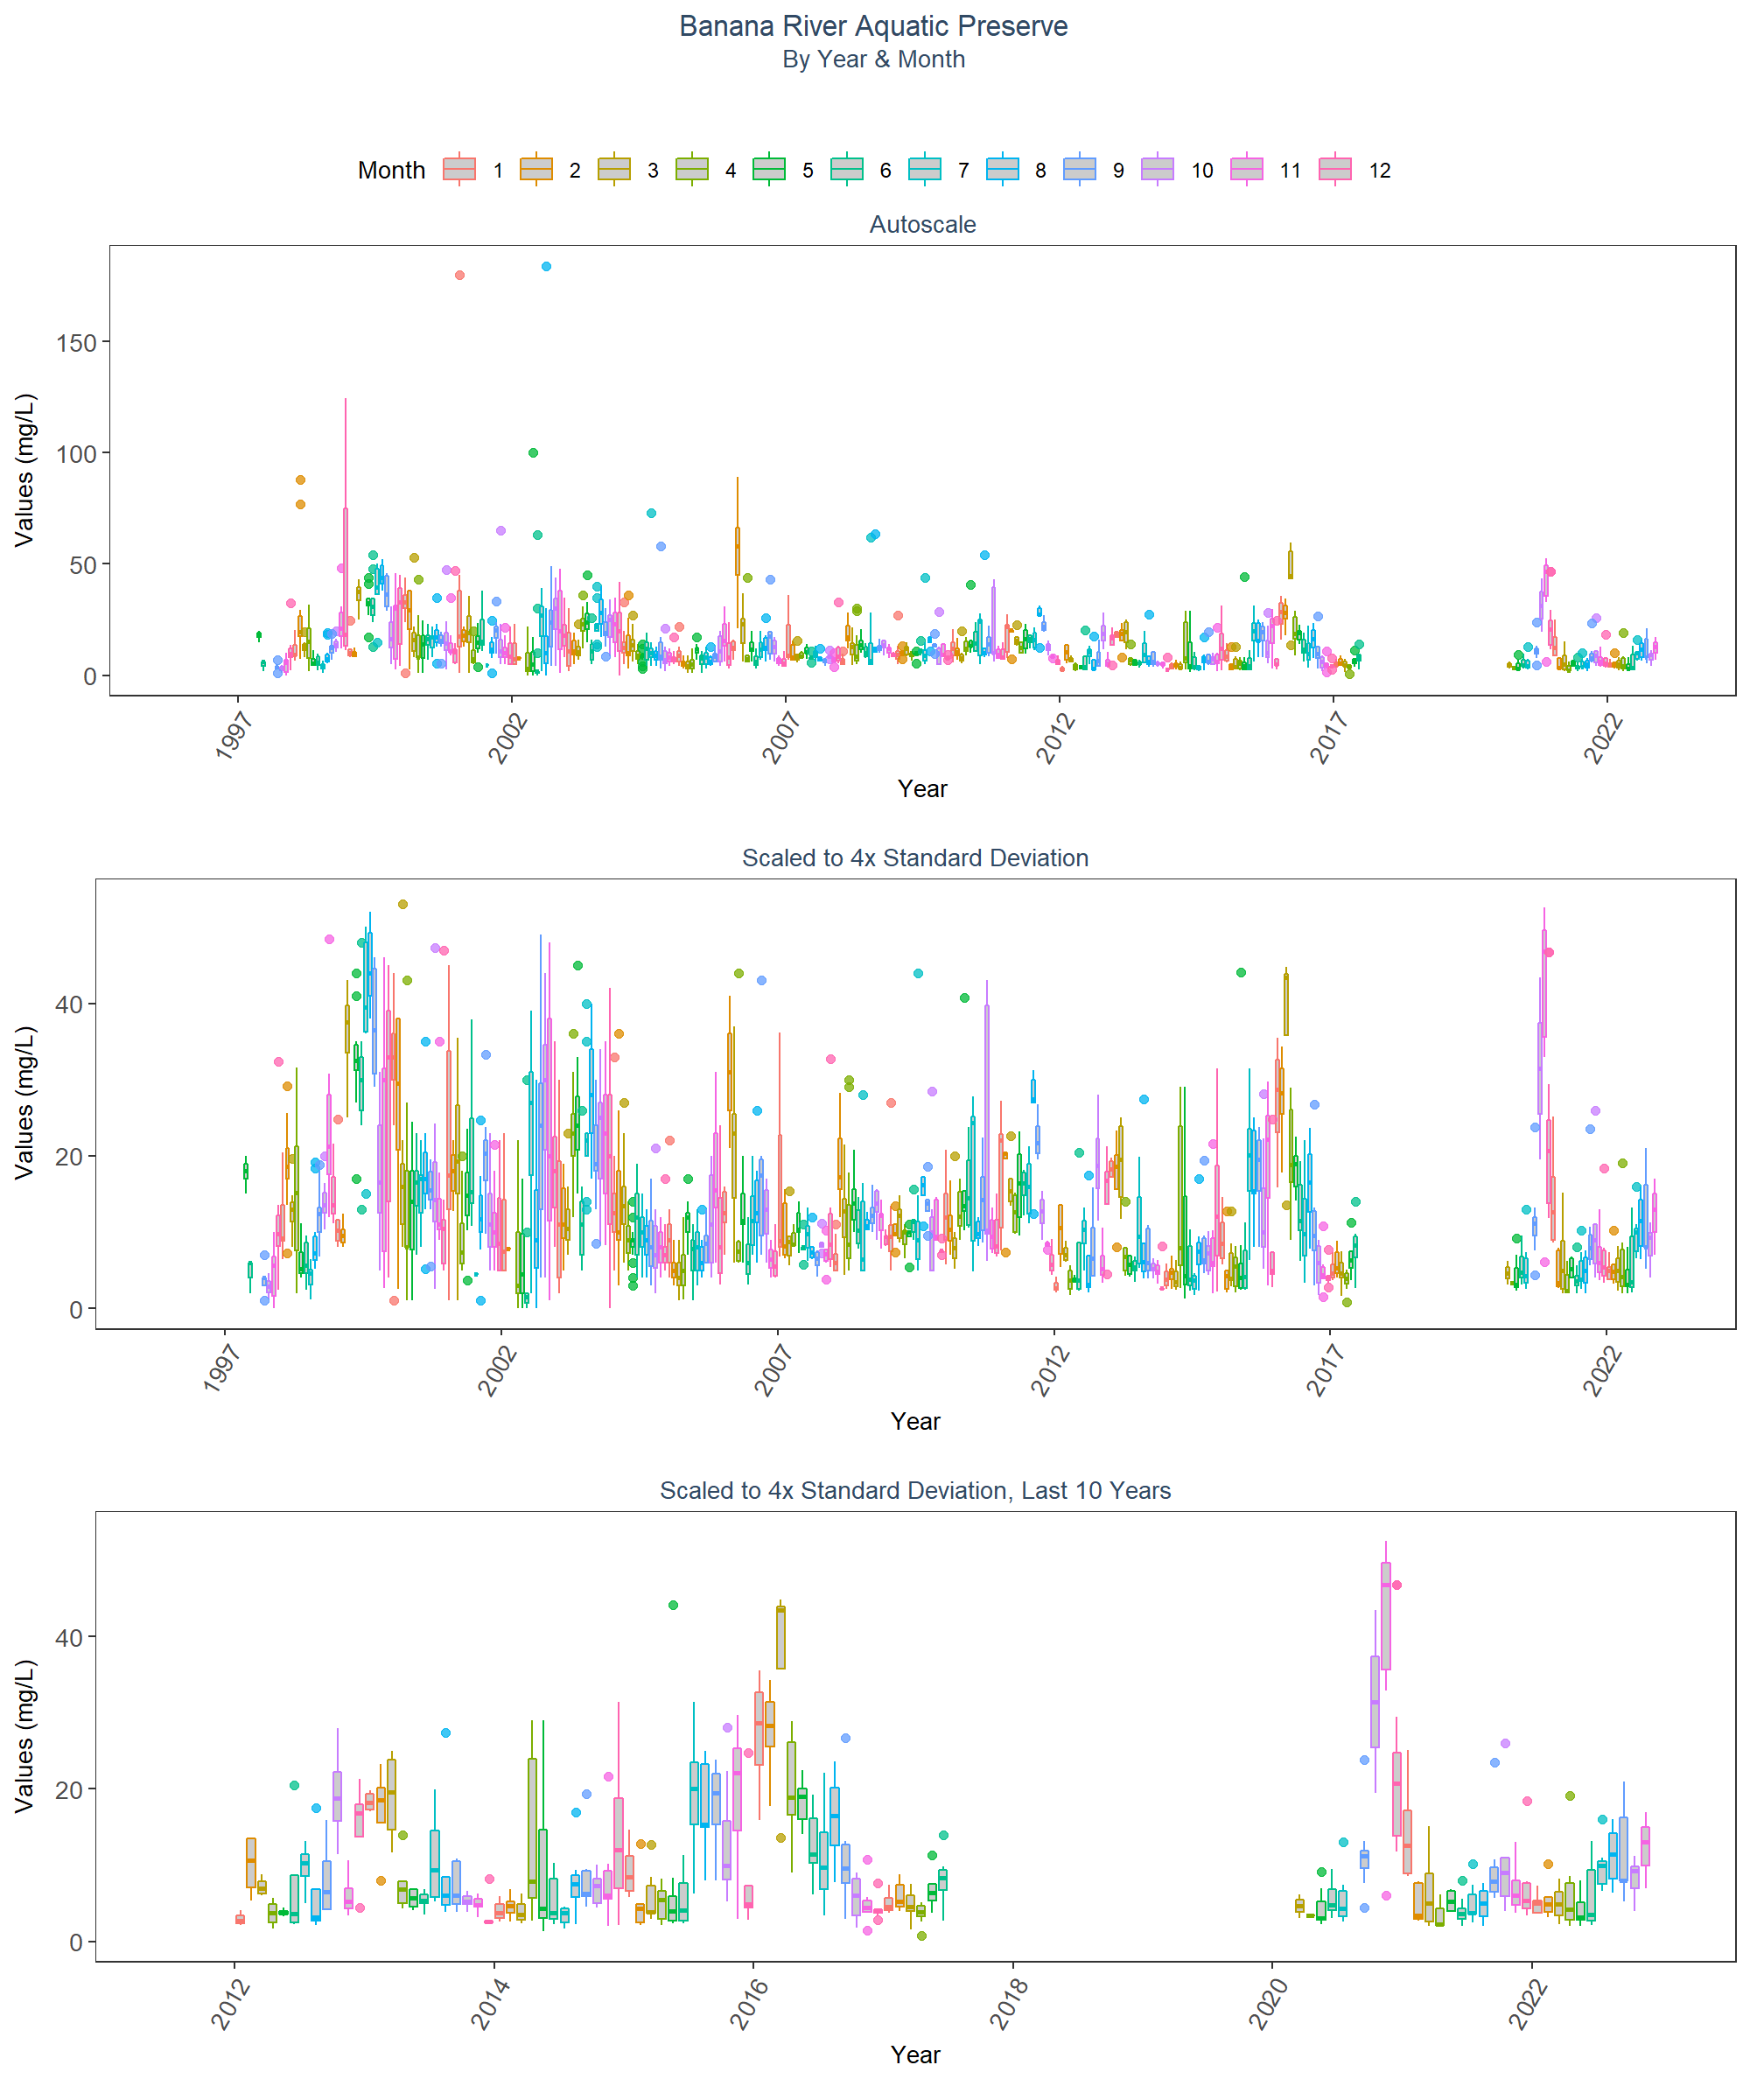 Banana River Aquatic Preserve
By Year & Month
Month 1 2 3 4 5 6 7 8 9 10 11 12
Autoscale
Values (mg/L)
150
100
50
0
1997 2002 2007 2012 2017 2022
Year
Scaled to 4x Standard Deviation
Values (mg/L)
40
20
0
1997 2002 2007 2012 2017 2022
Year
Scaled to 4x Standard Deviation, Last 10 Years
Values (mg/L)
40
20
0
2012 2014 2016 2018 2020 2022
Year